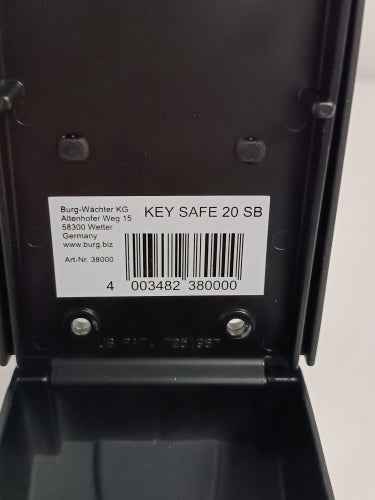 Burg-Wächter KG
Altenhofer Weg 15
58300 Wetter
Germany
www.burg.biz
Art-Nr. 38000
KEY SAFE 20 SB
4 003482 380000